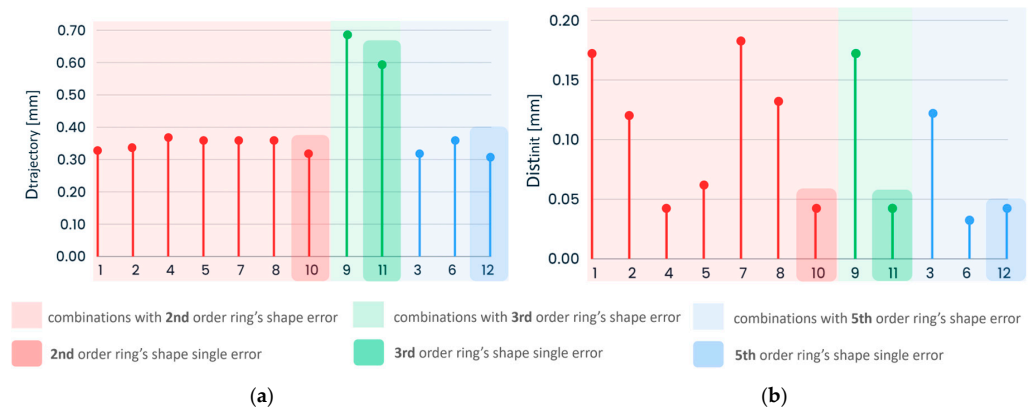 0.70
0.60
0.50
0.40
0.30
0.20
0.10
0.00
Dtrajectory [mm]
1 2 4 5 7 8 10 9 11 3 6 12
0.20
0.15
0.10
0.05
0.00
Distinit [mm]
1 2 4 5 7 8 10 9 11 3 6 12
combinations with 2nd order ring's shape error
combinations with 3rd order ring's shape error
combinations with 5th order ring's shape error
2nd order ring's shape single error
3rd order ring's shape single error
5th order ring's shape single error
(a)
(b)